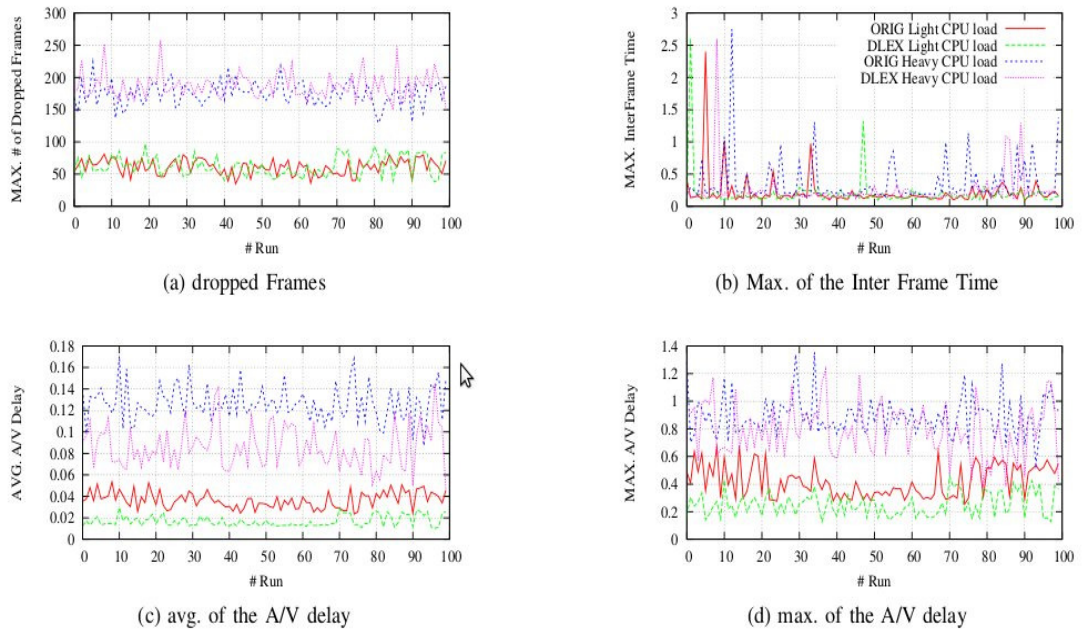 300
250
200
150
100
50
0
MAX. # of Dropped Frames
0 10 20 30 40 50 60 70 80 90 100
# Run
(a) dropped Frames
3
2.5
2
1.5
1
0.5
0
MAX. InterFrame Time
ORIG Light CPU load
DLEX Light CPU load
ORIG Heavy CPU load
DLEX Heavy CPU load
0 10 20 30 40 50 60 70 80 90 100
# Run
(b) Max. of the Inter Frame Time
0.18
0.16
0.14
0.12
0.1
0.08
0.06
0.04
0.02
0
AVG. A/V Delay
0 10 20 30 40 50 60 70 80 90 100
# Run
(c) avg. of the A/V delay
1.4
1.2
1
0.8
0.6
0.4
0.2
0
MAX. A/V Delay
0 10 20 30 40 50 60 70 80 90 100
# Run
(d) max. of the A/V delay